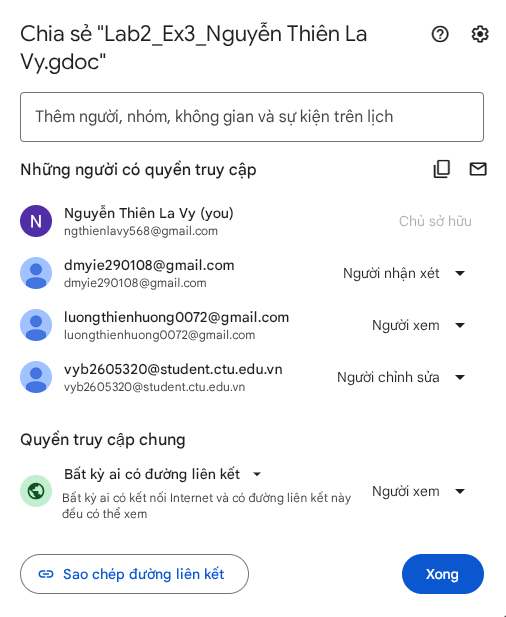 Chia sẻ "Lab2_Ex3_Nguyễn Thiên La
Vy.gdoc"
Thêm người, nhóm, không gian và sự kiện trên lịch
Những người có quyền truy cập
N
Nguyễn Thiên La Vy (you)
ngthienlavy568@gmail.com
Chủ sở hữu
dmyie290108@gmail.com
dmyie290108@gmail.com
Người nhận xét
luongthienhuong0072@gmail.com
luongthienhuong0072@gmail.com
Người xem
vyb2605320@student.ctu.edu.vn
vyb2605320@student.ctu.edu.vn
Người chỉnh sửa
Quyền truy cập chung
Bất kỳ ai có đường liên kết
Bất kỳ ai có kết nối Internet và có đường liên kết này
đều có thể xem
Người xem
Sao chép đường liên kết
Xong